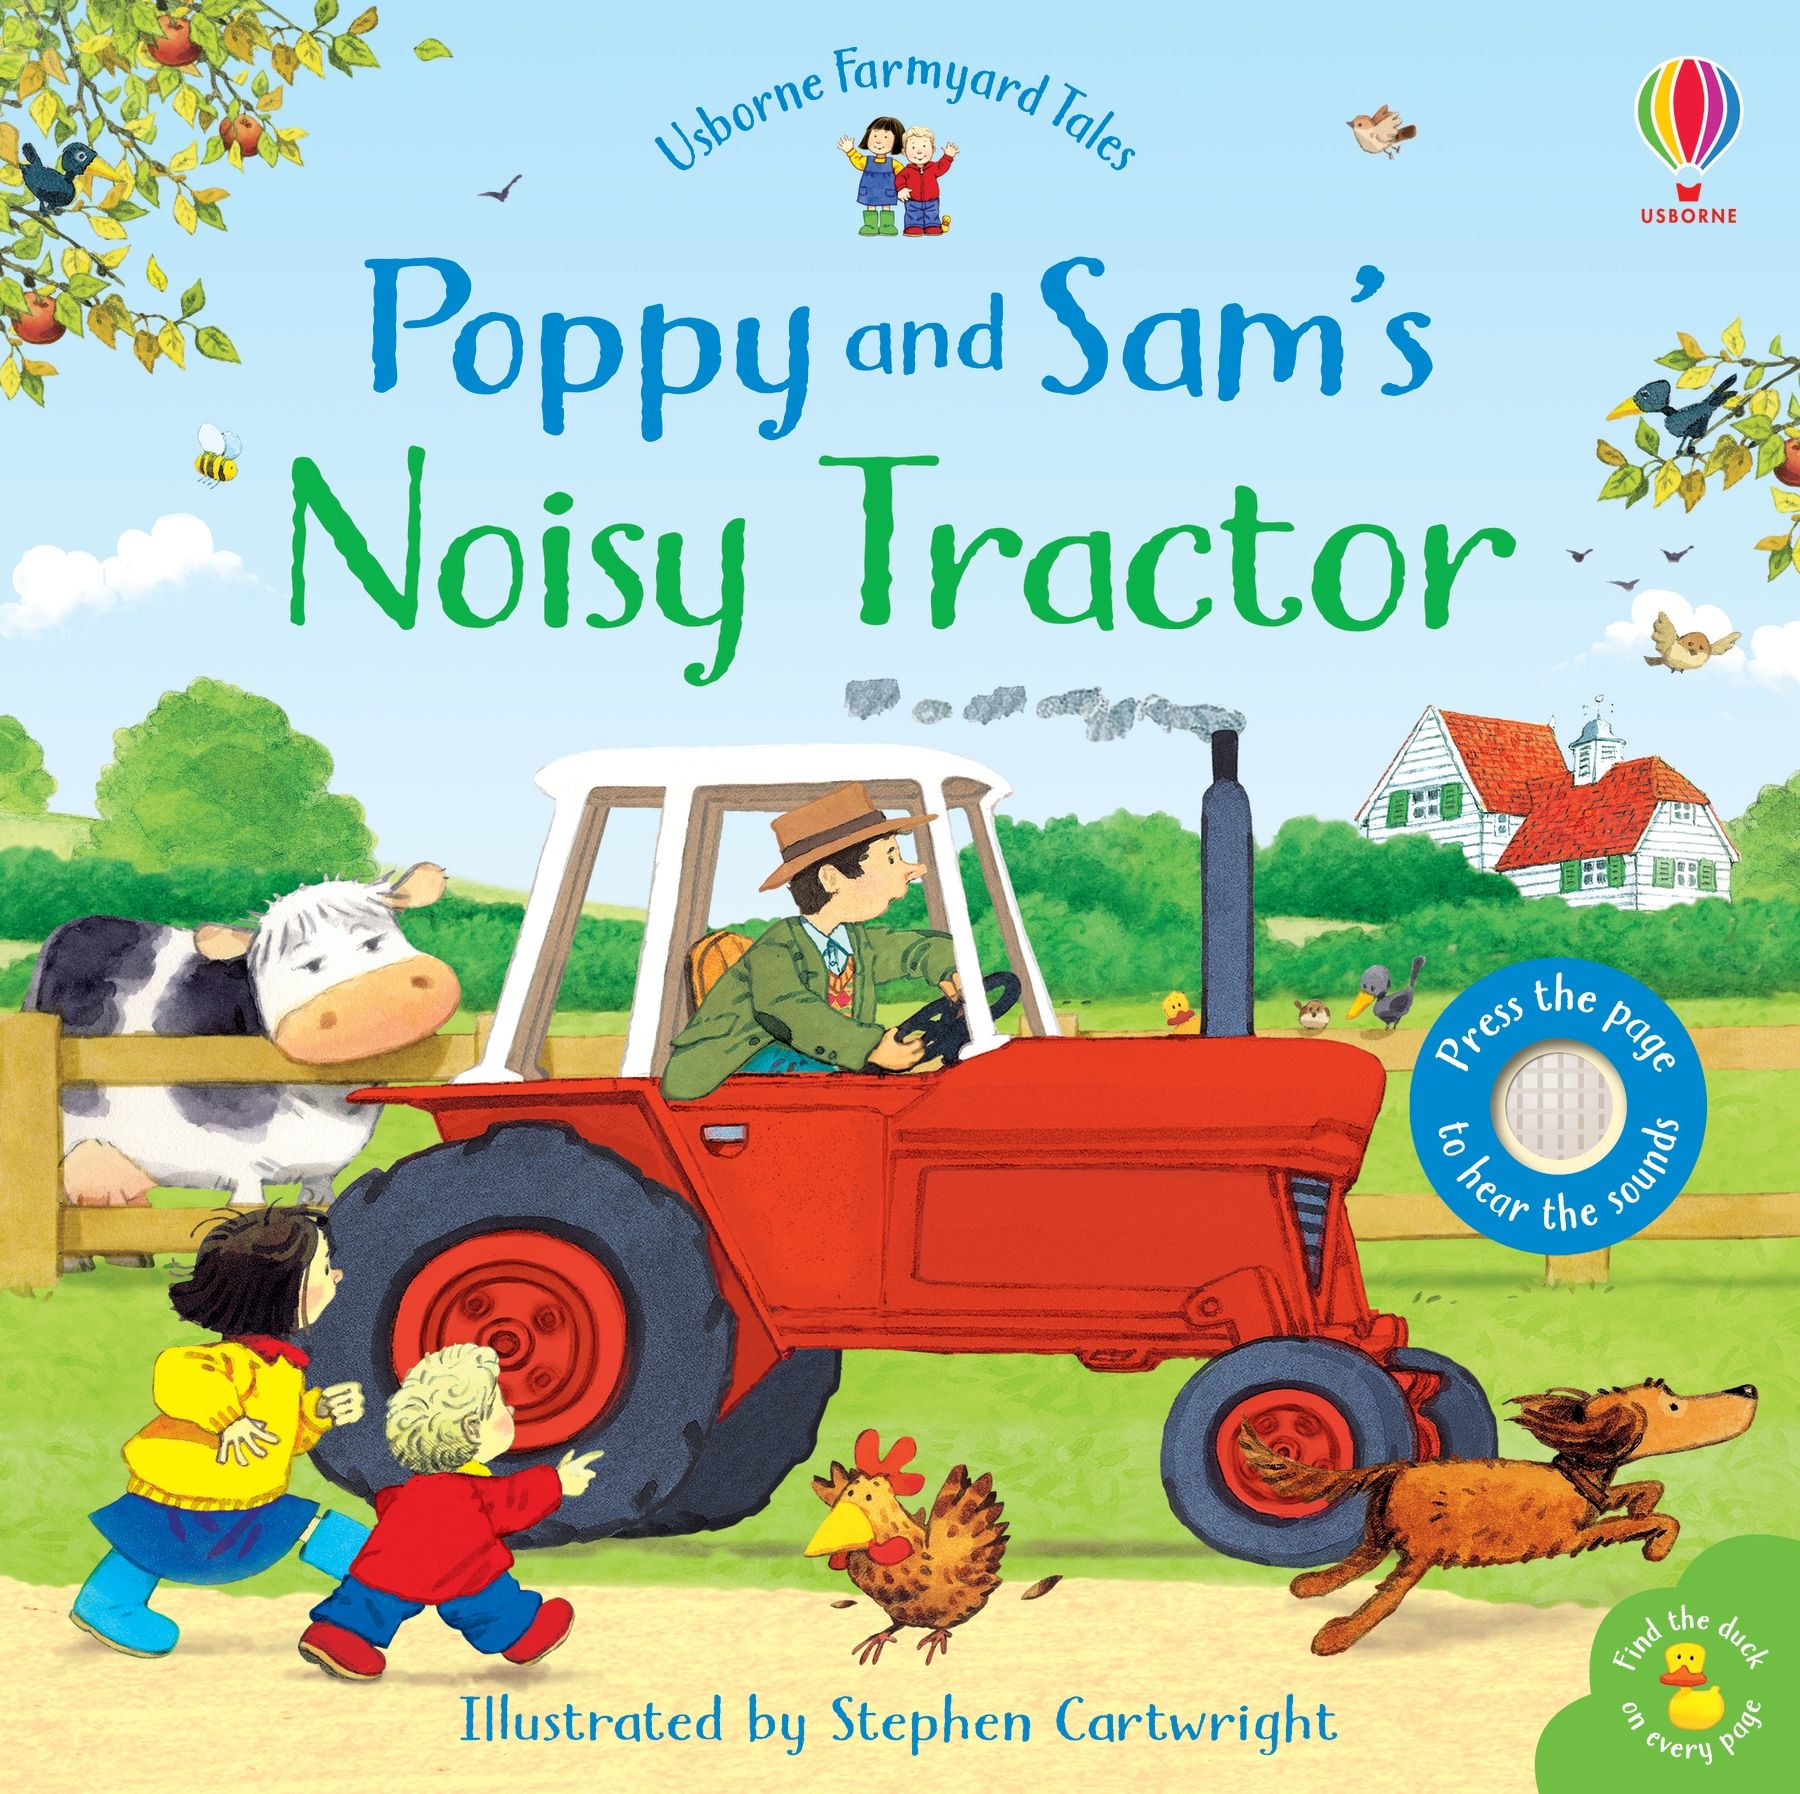 Usborne Farmyard Tales
USBORNE
Poppy and Sam's
Noisy Tractor
Press the page
to hear the sounds
Find the duck
on every page
Illustrated by Stephen Cartwright